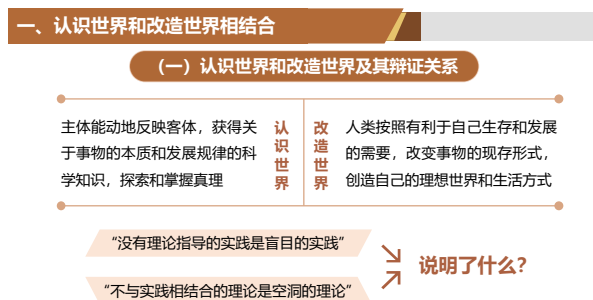 一、认识世界和改造世界相结合
（一）认识世界和改造世界及其辩证关系
主体能动地反映客体，获得关
于事物的本质和发展规律的科
学知识，探索和掌握真理
认识世界
改造世界
人类按照有利于自己生存和发展
的需要，改变事物的现存形式，
创造自己的理想世界和生活方式
“没有理论指导的实践是盲目的实践”
“不与实践相结合的理论是空洞的理论”
说明了什么？